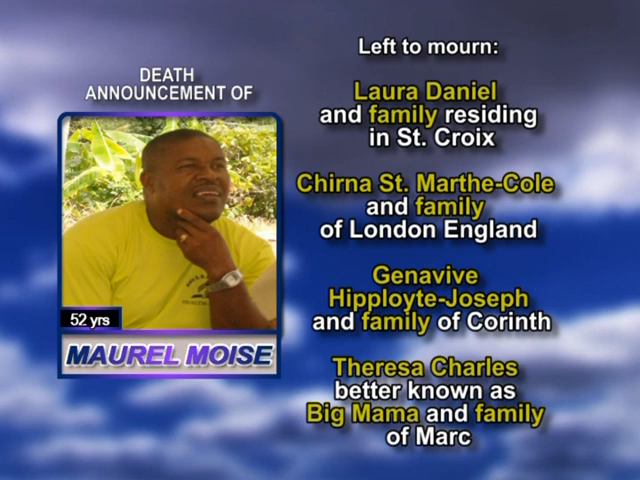 DEATH
ANNOUNCEMENT OF
52 yrs
MAUREL MOISE
Left to mourn:
Laura Daniel
and family residing
in St. Croix
Chirna St. Marthe-Cole
and family
of London England
Genavive
Hipployte-Joseph
and family of Corinth
Theresa Charles
better known as
Big Mama and family
of Marc